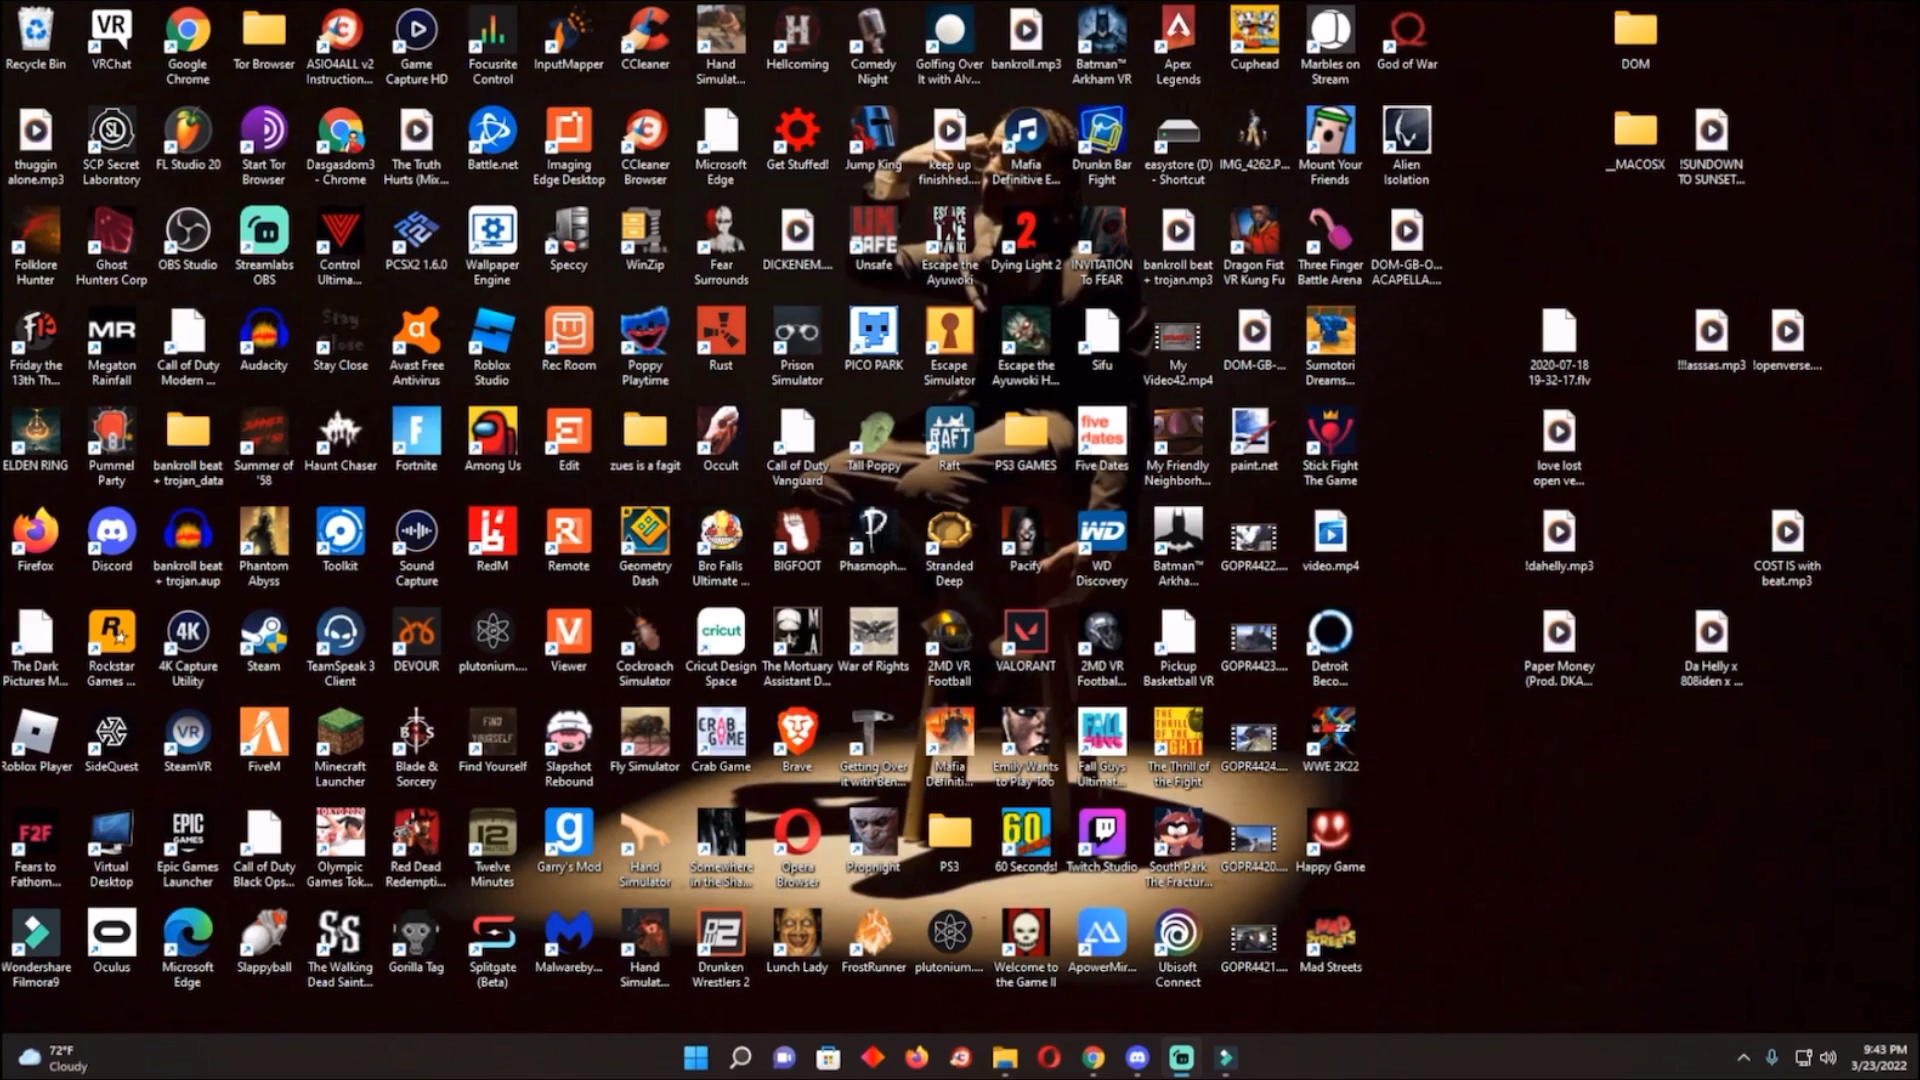 Recycle Bin
VRChat
Google
Chrome
Tor Browser
ASIO4ALL v2
Instruction...
Game
Capture HD
Focusrite
Control
InputMapper
CCleaner
Hand
Simulat...
Hellcoming
Comedy
Night
Golfing Over
It with Alv...
bankroll.mp3
Batman™
Arkham VR
Apex
Legends
Cuphead
Marbles on
Stream
God of War
DOM
thuggin
alone.mp3
SCP Secret
Laboratory
FL Studio 20
Start Tor
Browser
Dasgasdom3
- Chrome
The Truth
Hurts (Mix...
Battle.net
Imaging
Edge Desktop
CCleaner
Browser
Microsoft
Edge
Get Stuffed!
Jump King
keep up
finishhed....
Mafia
Definitive E...
Drunkn Bar
Fight
easystore (D)
- Shortcut
IMG_4262.P...
Mount Your
Friends
Alien
Isolation
__MACOSX
!SUNDOWN
TO SUNSET...
Folklore
Hunter
Ghost
Hunters Corp
OBS Studio
Streamlabs
OBS
Control
Ultima...
PCSX2 1.6.0
Wallpaper
Engine
Speccy
WinZip
Fear
Surrounds
DICKENEM....
Unsafe
Escape the
Ayuwoki
Dying Light 2
INVITATION
To FEAR
bankroll beat
+ trojan.mp3
Dragon Fist
VR Kung Fu
Three Finger
Battle Arena
DOM-GB-O...
ACAPELLA....
Friday the
13th Th...
Megaton
Rainfall
Call of Duty
Modern ...
Audacity
Stay Close
Avast Free
Antivirus
Roblox
Studio
Rec Room
Poppy
Playtime
Rust
Prison
Simulator
PICO PARK
Escape
Simulator
Escape the
Ayuwoki H...
Sifu
My
Video42.mp4
DOM-GB-...
Sumotori
Dreams...
2020-07-18
19-32-17.flv
!!!asssas.mp3
!openverse....
ELDEN RING
Pummel
Party
bankroll beat
+ trojan_data
Summer of
'58
Haunt Chaser
Fortnite
Among Us
Edit
zues is a fagit
Occult
Call of Duty
Vanguard
Tall Poppy
Raft
PS3 GAMES
Five Dates
My Friendly
Neighborh...
paint.net
Stick Fight
The Game
love lost
open ve...
Firefox
Discord
bankroll beat
+ trojan.aup
Phantom
Abyss
Toolkit
Sound
Capture
RedM
Remote
Geometry
Dash
Bro Falls
Ultimate ...
BIGFOOT
Phasmoph...
Stranded
Deep
Pacify
WD
Discovery
Batman™
Arkha...
GOPR4422....
video.mp4
!dahelly.mp3
COST IS with
beat.mp3
The Dark
Pictures M...
Rockstar
Games ...
4K Capture
Utility
Steam
TeamSpeak 3
Client
DEVOUR
plutonium....
Viewer
Cockroach
Simulator
Cricut Design
Space
The Mortuary
Assistant D...
War of Rights
2MD VR
Football
VALORANT
2MD VR
Footbal...
Pickup
Basketball VR
GOPR4423....
Detroit
Beco...
Paper Money
(Prod. DKA...
Da Helly x
808iden x ...
Roblox Player
SideQuest
SteamVR
FiveM
Minecraft
Launcher
Blade &
Sorcery
Find Yourself
Slapshot
Rebound
Fly Simulator
Crab Game
Brave
Getting Over
It with Ben...
Mafia
Definiti...
Emily Wants
to Play Too
Fall Guys
Ultimat...
The Thrill of
the Fight
GOPR4424....
WWE 2K22
Fears to
Fathom...
Virtual
Desktop
Epic Games
Launcher
Call of Duty
Black Ops...
Olympic
Games Tok...
Red Dead
Redempti...
Twelve
Minutes
Garry's Mod
Hand
Simulator
Somewhere
in the Sha...
Opera
Browser
Propnight
PS3
60 Seconds!
Twitch Studio
South Park
The Fractur...
GOPR4420....
Happy Game
Wondershare
Filmora9
Oculus
Microsoft
Edge
Slappyball
The Walking
Dead Saint...
Gorilla Tag
Splitgate
(Beta)
Malwareby...
Hand
Simulat...
Drunken
Wrestlers 2
Lunch Lady
FrostRunner
plutonium....
Welcome to
the Game II
ApowerMir...
Ubisoft
Connect
GOPR4421....
Mad Streets
72°F
Cloudy
9:43 PM
3/23/2022